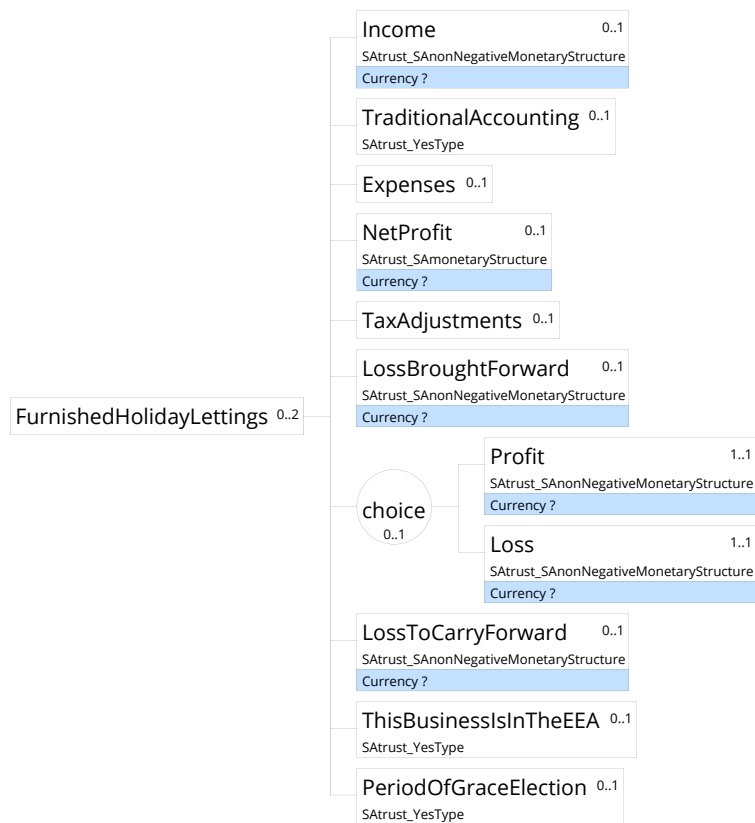 Income 0..1
SAtrust_SAnonNegativeMonetaryStructure
Currency ?
TraditionalAccounting 0..1
SAtrust_YesType
Expenses 0..1
NetProfit 0..1
SAtrust_SAmonetaryStructure
Currency ?
TaxAdjustments 0..1
LossBroughtForward 0..1
SAtrust_SAnonNegativeMonetaryStructure
Currency ?
FurnishedHolidayLettings 0..2
choice
0..1
Profit 1..1
SAtrust_SAnonNegativeMonetaryStructure
Currency ?
Loss 1..1
SAtrust_SAnonNegativeMonetaryStructure
Currency ?
LossToCarryForward 0..1
SAtrust_SAnonNegativeMonetaryStructure
Currency ?
ThisBusinessIsInTheEEA 0..1
SAtrust_YesType
PeriodOfGraceElection 0..1
SAtrust_YesType